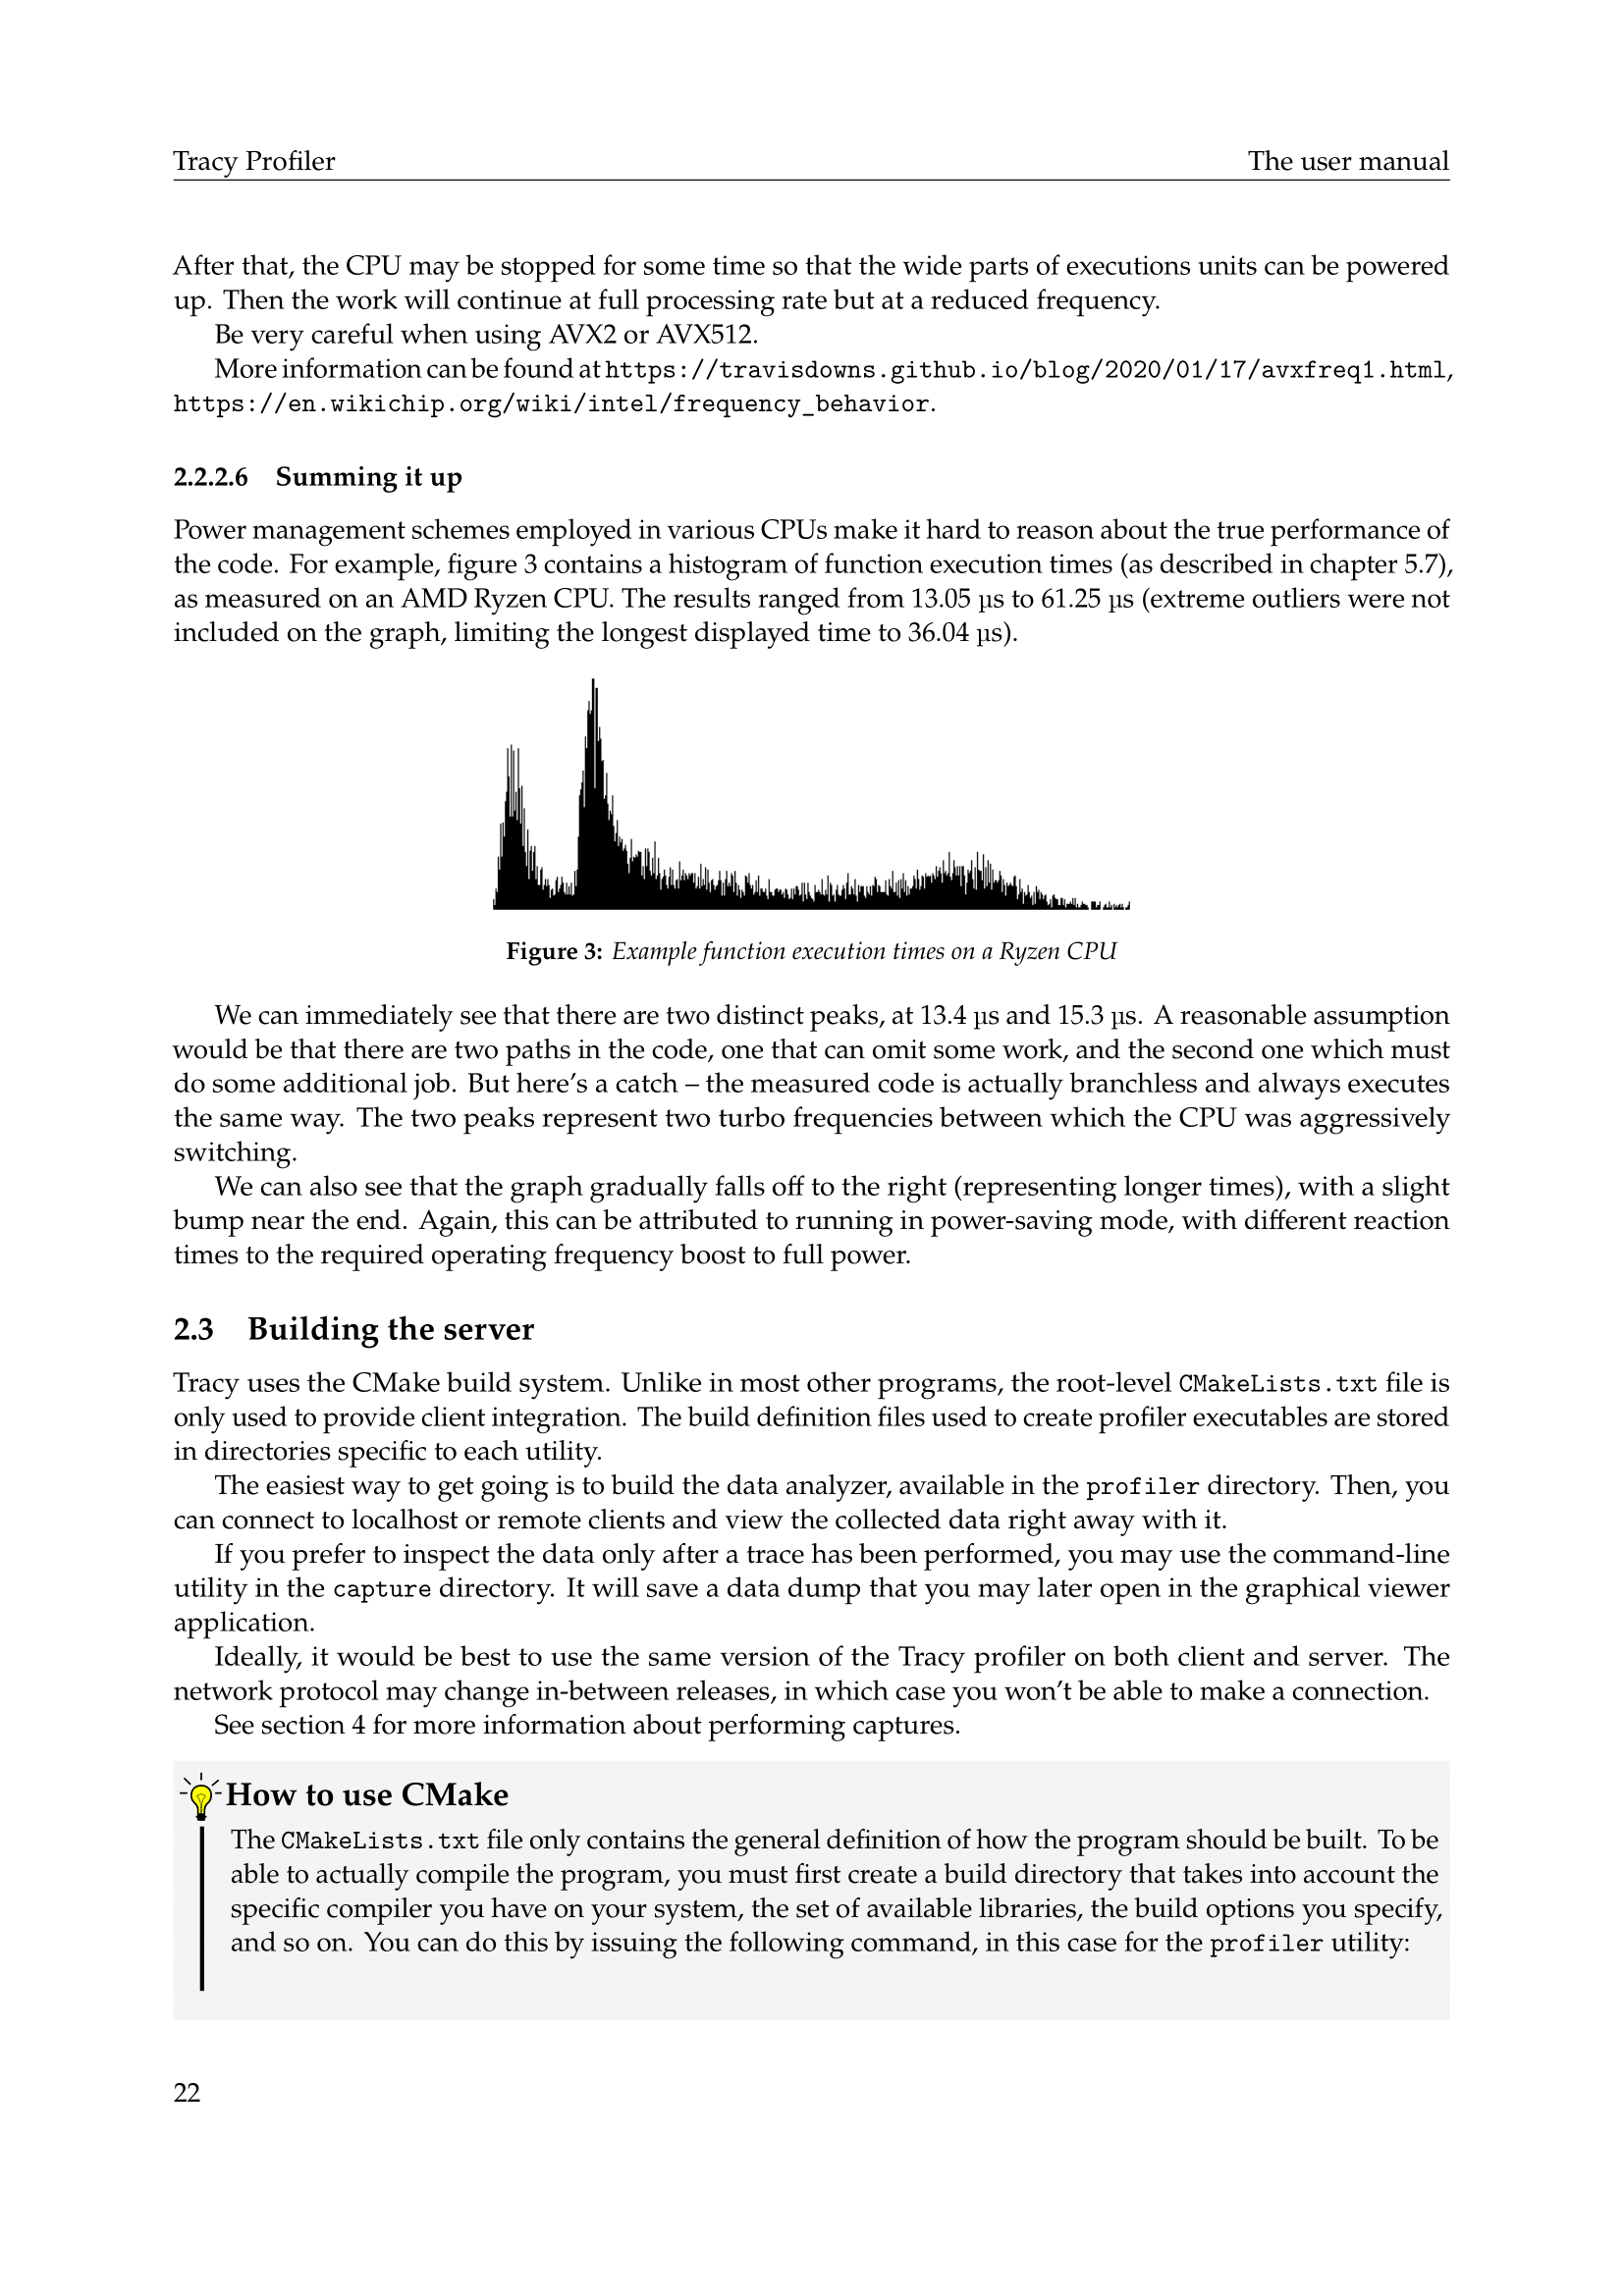 Tracy Profiler
The user manual
After that, the CPU may be stopped for some time so that the wide parts of executions units can be powered
up. Then the work will continue at full processing rate but at a reduced frequency.
Be very careful when using AVX2 or AVX512.
More information can be found at https://travisdowns.github.io/blog/2020/01/17/avxfreq1.html,
https://en.wikichip.org/wiki/intel/frequency_behavior.
2.2.2.6 Summing it up
Power management schemes employed in various CPUs make it hard to reason about the true performance of
the code. For example, figure 3 contains a histogram of function execution times (as described in chapter 5.7),
as measured on an AMD Ryzen CPU. The results ranged from 13.05 µs to 61.25 µs (extreme outliers were not
included on the graph, limiting the longest displayed time to 36.04 µs).
Figure 3: Example function execution times on a Ryzen CPU
We can immediately see that there are two distinct peaks, at 13.4 µs and 15.3 µs. A reasonable assumption
would be that there are two paths in the code, one that can omit some work, and the second one which must
do some additional job. But here's a catch – the measured code is actually branchless and always executes
the same way. The two peaks represent two turbo frequencies between which the CPU was aggressively
switching.
We can also see that the graph gradually falls off to the right (representing longer times), with a slight
bump near the end. Again, this can be attributed to running in power-saving mode, with different reaction
times to the required operating frequency boost to full power.
2.3 Building the server
Tracy uses the CMake build system. Unlike in most other programs, the root-level CMakeLists.txt file is
only used to provide client integration. The build definition files used to create profiler executables are stored
in directories specific to each utility.
The easiest way to get going is to build the data analyzer, available in the profiler directory. Then, you
can connect to localhost or remote clients and view the collected data right away with it.
If you prefer to inspect the data only after a trace has been performed, you may use the command-line
utility in the capture directory. It will save a data dump that you may later open in the graphical viewer
application.
Ideally, it would be best to use the same version of the Tracy profiler on both client and server. The
network protocol may change in-between releases, in which case you won't be able to make a connection.
See section 4 for more information about performing captures.
How to use CMake
The CMakeLists.txt file only contains the general definition of how the program should be built. To be
able to actually compile the program, you must first create a build directory that takes into account the
specific compiler you have on your system, the set of available libraries, the build options you specify,
and so on. You can do this by issuing the following command, in this case for the profiler utility:
22